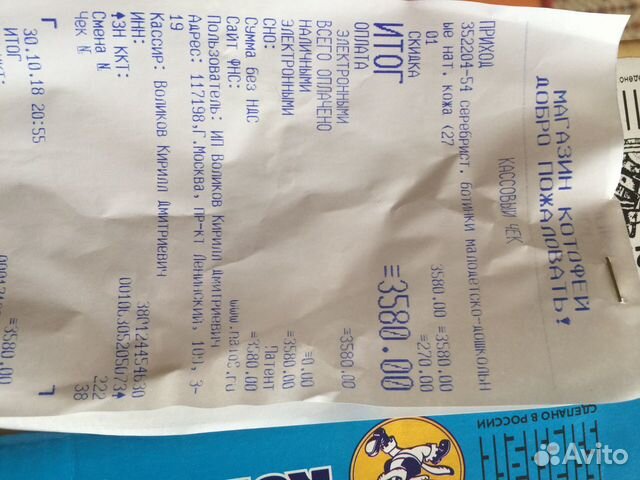 МАГАЗИН КОТОФЕЙ
ДОБРО ПОЖАЛОВАТЬ!
КАССОВЫЙ ЧЕК
ПРИХОД
352204-54 серебрист. ботинки малодетско-дошкольн
ые нат. кожа (27
3580.00 ≡3580.00
01
СКИДКА ≡270.00
ИТОГ ≡3580.00
ОПЛАТА
ЭЛЕКТРОННЫМИ ≡3580.00
ВСЕГО ОПЛАЧЕНО
НАЛИЧНЫМИ ≡0.00
ЭЛЕКТРОННЫМИ ≡3580.00
СНО: Патент
Сумма без НДС ≡3580.00
Сайт ФНС: www.nalog.ru
Пользователь: ИП Воликов Кирилл Дмитриевич
Адрес: 117198,Г.Москва, пр-кт Ленинский, 109, 3-
19
Кассир: Воликов Кирилл Дмитриевич
ИНН:
ЗН ККТ:
Смена N 222
Чек N 38
30.10.18 20:55
ИТОГ ≡3580.00
СДЕЛАНО В РОССИИ
Avito